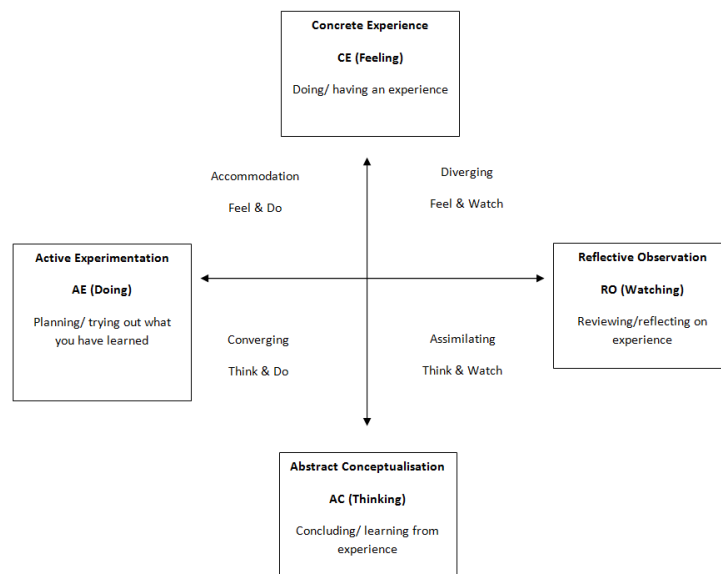 Concrete Experience
CE (Feeling)
Doing/ having an experience
Accommodation
Feel & Do
Diverging
Feel & Watch
Active Experimentation
AE (Doing)
Planning/ trying out what
you have learned
Reflective Observation
RO (Watching)
Reviewing/reflecting on
experience
Converging
Think & Do
Assimilating
Think & Watch
Abstract Conceptualisation
AC (Thinking)
Concluding/ learning from
experience